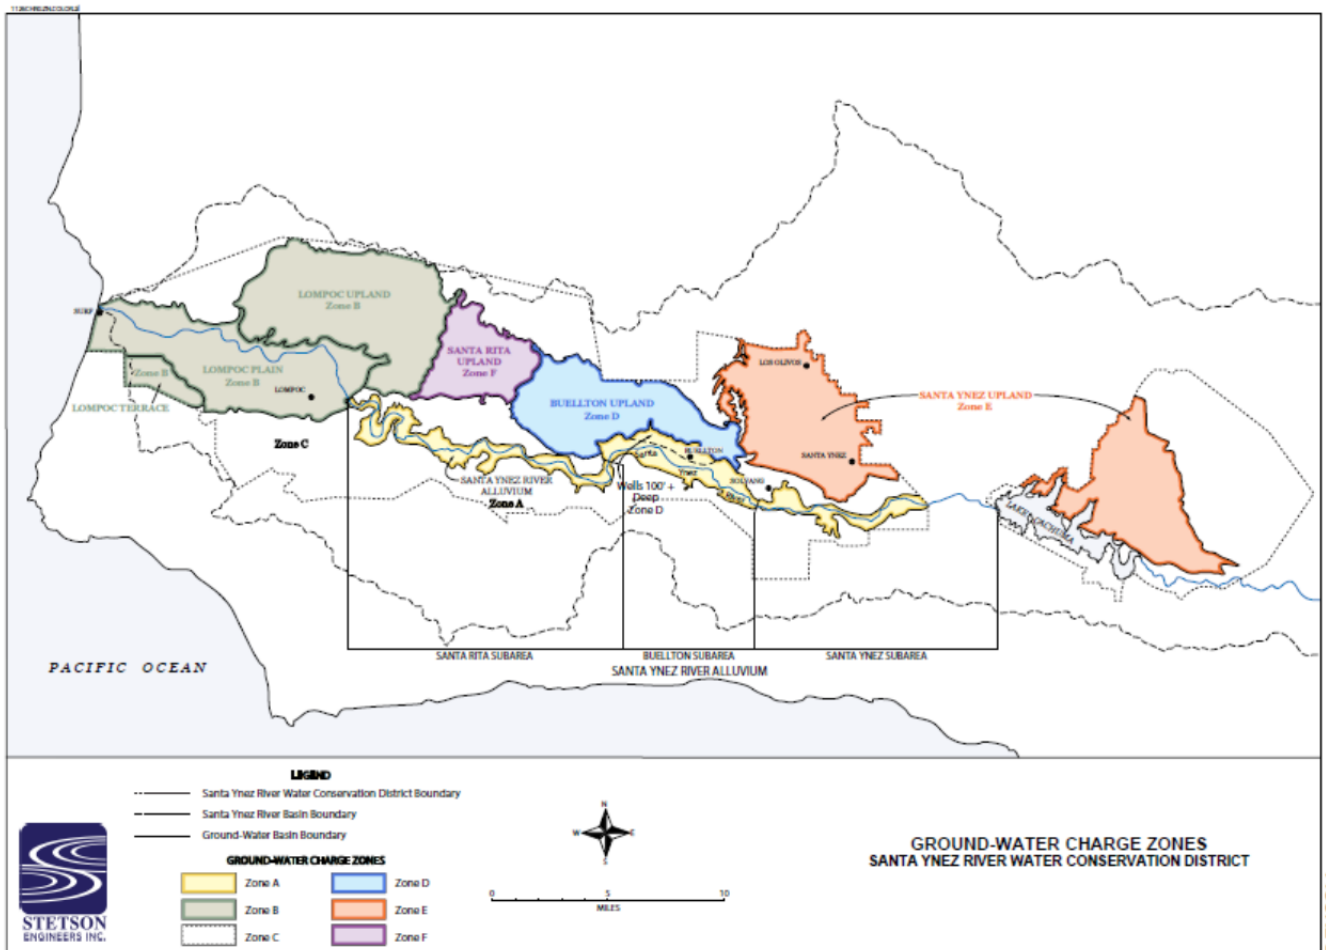 SURF
LOMPOC UPLAND
Zone B
SANTA RITA
UPLAND
Zone F
LOMPOC PLAIN
Zone B
Zone B
LOMPOC
LOMPOC TERRACE
Zone C
BUELLTON UPLAND
Zone D
LOS OLIVOS
SANTA YNEZ UPLAND
Zone E
SANTA YNEZ
BUELLTON
Santa
Ynez
River
SOLVANG
SANTA YNEZ RIVER
ALLUVIUM
Zone A
Wells 100' +
Deep
Zone D
LAKE CACHUMA
SANTA RITA SUBAREA
BUELLTON SUBAREA
SANTA YNEZ SUBAREA
SANTA YNEZ RIVER ALLUVIUM
PACIFIC OCEAN
LEGEND
Santa Ynez River Water Conservation District Boundary
Santa Ynez River Basin Boundary
Ground-Water Basin Boundary
GROUND-WATER CHARGE ZONES
Zone A
Zone D
Zone B
Zone E
Zone C
Zone F
N
W
E
S
0
5
10
MILES
GROUND-WATER CHARGE ZONES
SANTA YNEZ RIVER WATER CONSERVATION DISTRICT
STETSON
ENGINEERS INC.